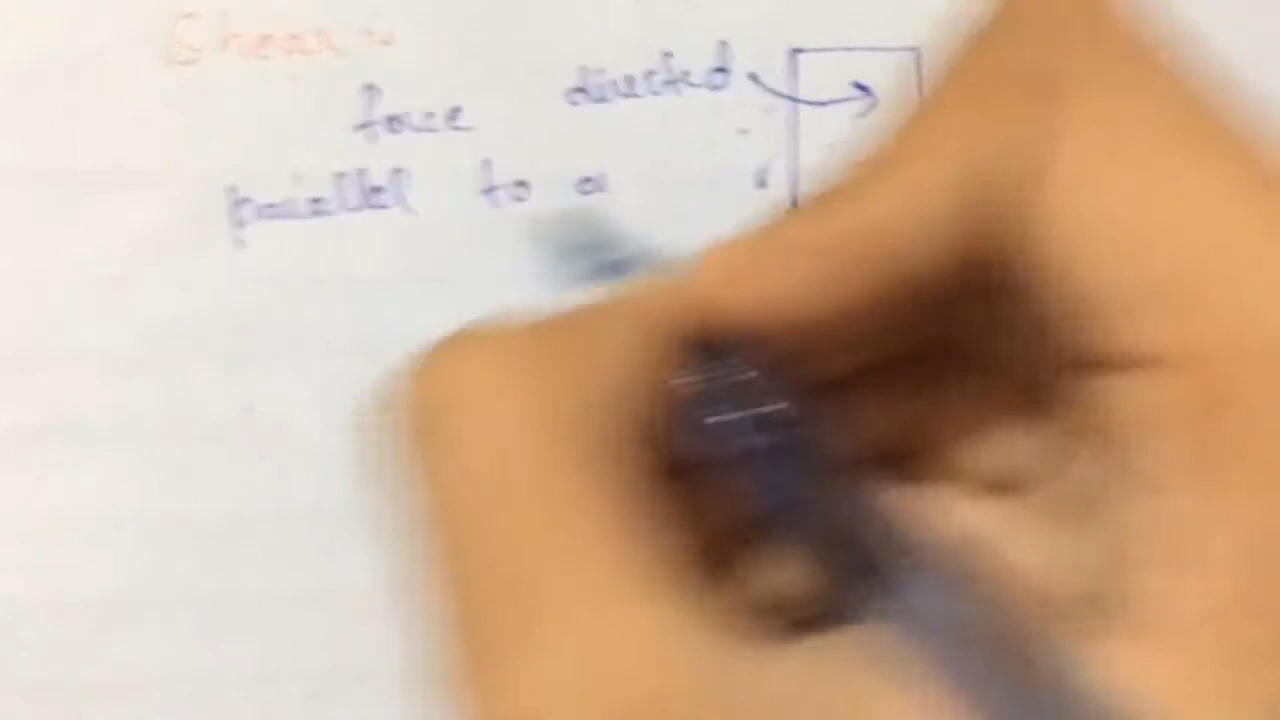 Shear :-
force directed
parallel to a